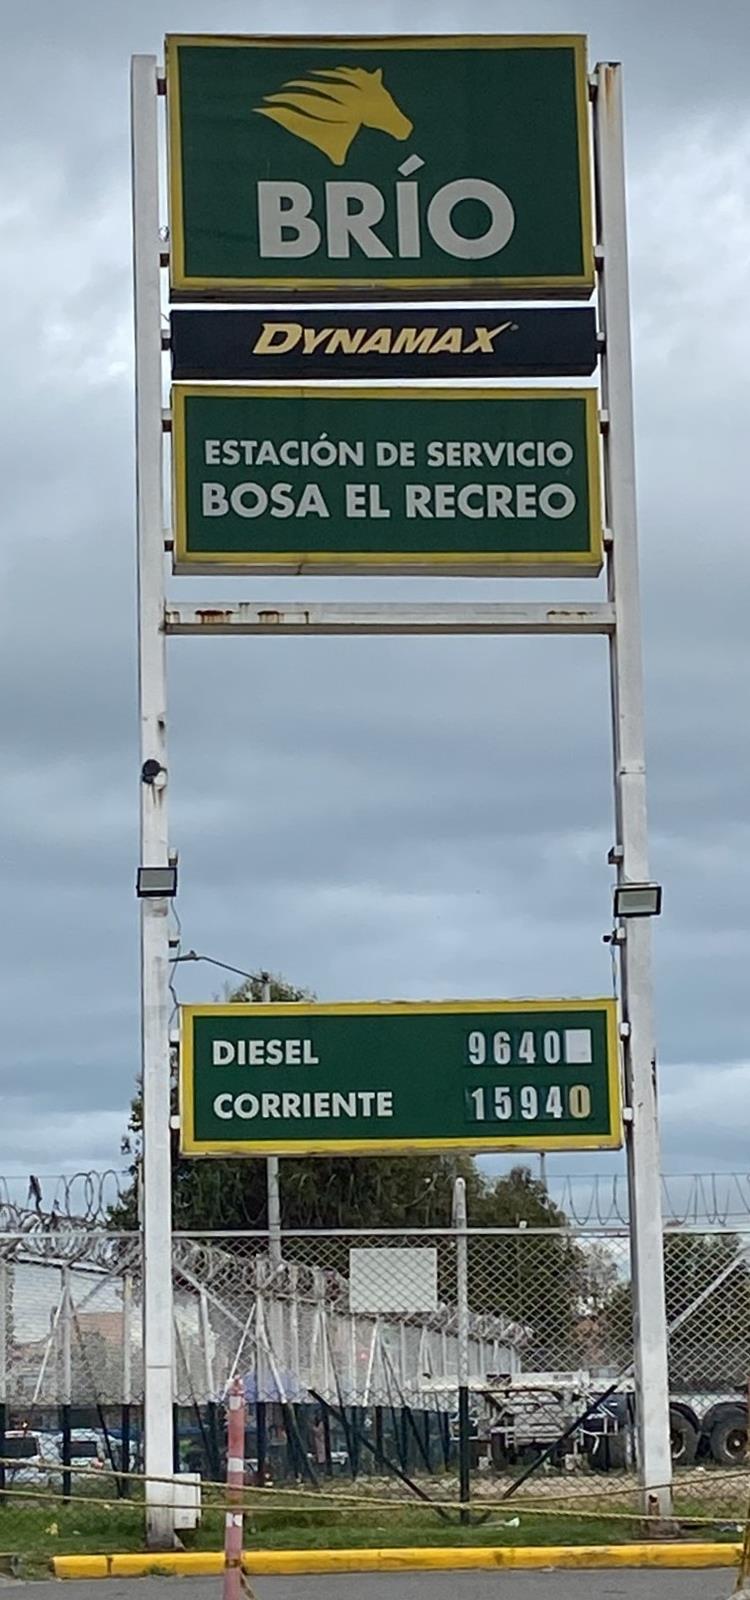 BRÍO
DYNAMAX
ESTACIÓN DE SERVICIO
BOSA EL RECREO
DIESEL 9640
CORRIENTE 15940